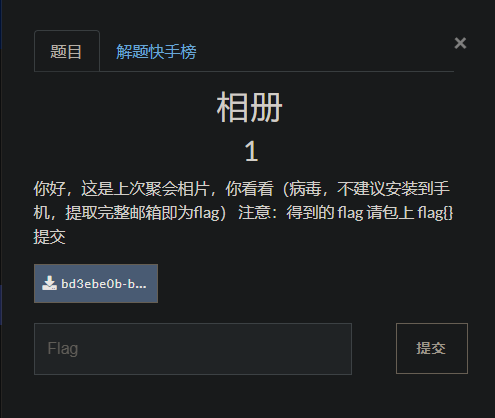 题目 解题快手榜 ×
相册
1
你好，这是上次聚会相片，你看看（病毒，不建议安装到手
机，提取完整邮箱即为flag） 注意：得到的 flag 请包上 flag{}
提交
bd3ebe0b-b...
Flag 提交